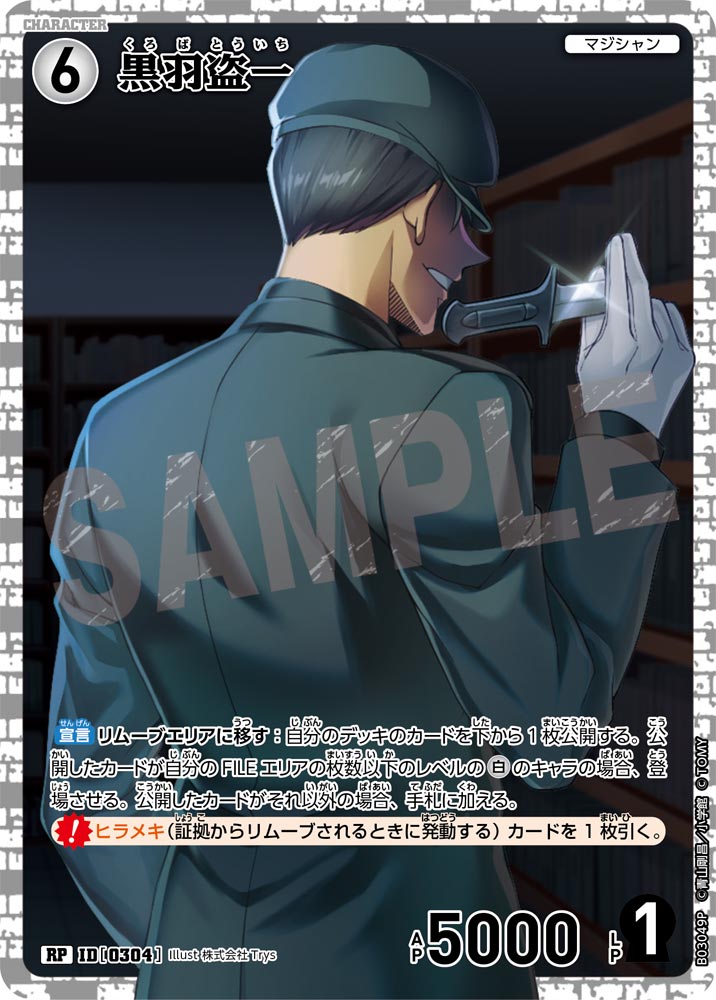 CHARACTER
6
くろばとういち
黒羽盗一
マジシャン
SAMPLE
宣言 リムーブエリアに移す：自分のデッキのカードを下から1枚公開する。公
開したカードが自分のFILEエリアの枚数以下のレベルの白のキャラの場合、登
場させる。公開したカードがそれ以外の場合、手札に加える。
ヒラメキ(証拠からリムーブされるときに発動する) カードを1枚引く。
AP 5000 LP 1
RP ID[0304] Illust 株式会社Trys
B03049P ©青山剛昌／小学館 ©TOMY